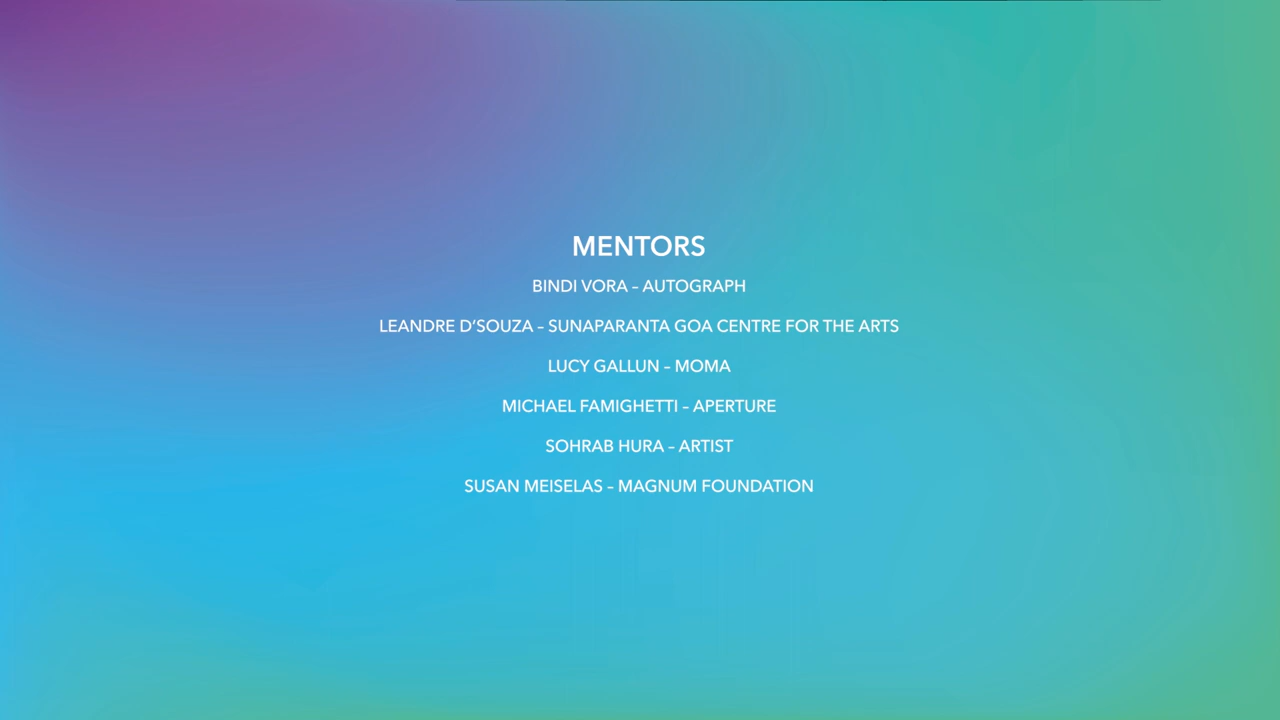 MENTORS
BINDI VORA – AUTOGRAPH
LEANDRE D’SOUZA – SUNAPARANTA GOA CENTRE FOR THE ARTS
LUCY GALLUN – MOMA
MICHAEL FAMIGHETTI – APERTURE
SOHRAB HURA – ARTIST
SUSAN MEISELAS – MAGNUM FOUNDATION